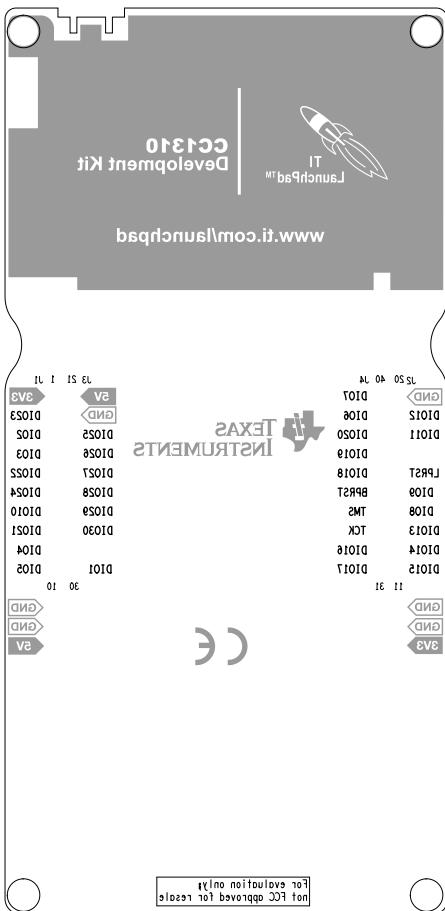 TI
LaunchPad™
CC1310
Development Kit
www.ti.com/launchpad
J2 20 40 J4 J3 21 1 J1
GND DIO7 5V 3V3
DIO12 DIO6 GND DIO23
DIO11 DIO20 DIO25 DIO2
DIO19 DIO26 DIO3
LPRST DIO18 DIO27 DIO22
DIO9 BPRST DIO28 DIO24
DIO8 TMS DIO29 DIO10
DIO13 TCK DIO30 DIO21
DIO14 DIO16 DIO4
DIO15 DIO17 DIO1 DIO5
11 31 30 10
GND GND
GND GND
3V3 5V
TEXAS
INSTRUMENTS
CE
For evaluation only;
not FCC approved for resale